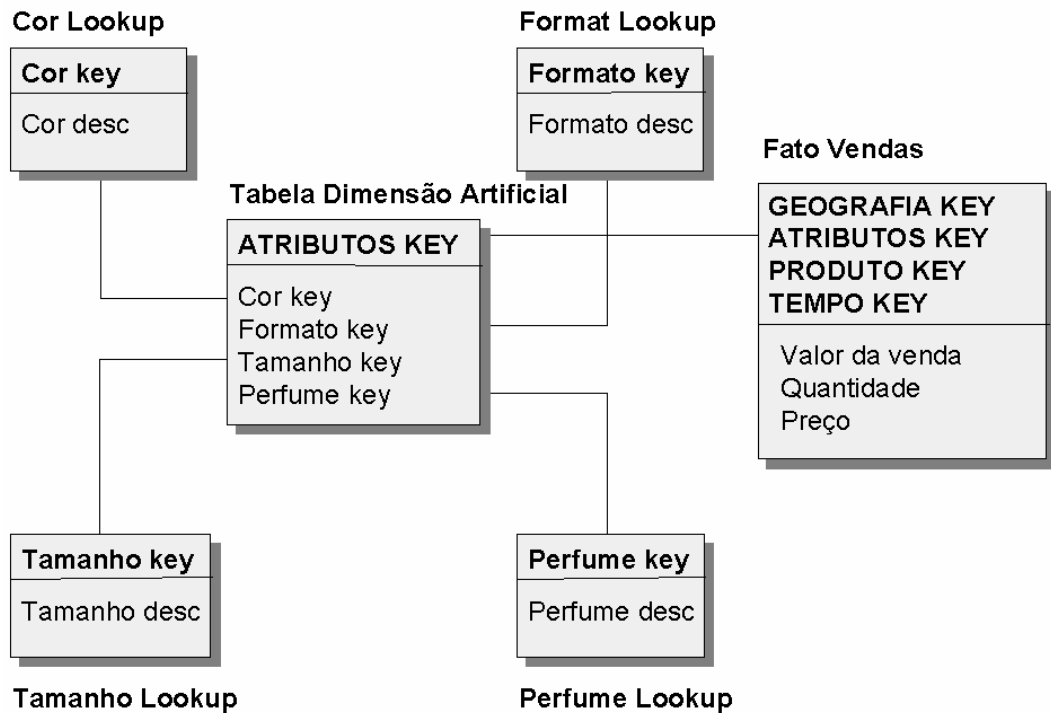 Cor Lookup
Cor key
Cor desc
Format Lookup
Formato key
Formato desc
Fato Vendas
GEOGRAFIA KEY
ATRIBUTOS KEY
PRODUTO KEY
TEMPO KEY
Valor da venda
Quantidade
Preço
Tabela Dimensão Artificial
ATRIBUTOS KEY
Cor key
Formato key
Tamanho key
Perfume key
Tamanho key
Tamanho desc
Tamanho Lookup
Perfume key
Perfume desc
Perfume Lookup